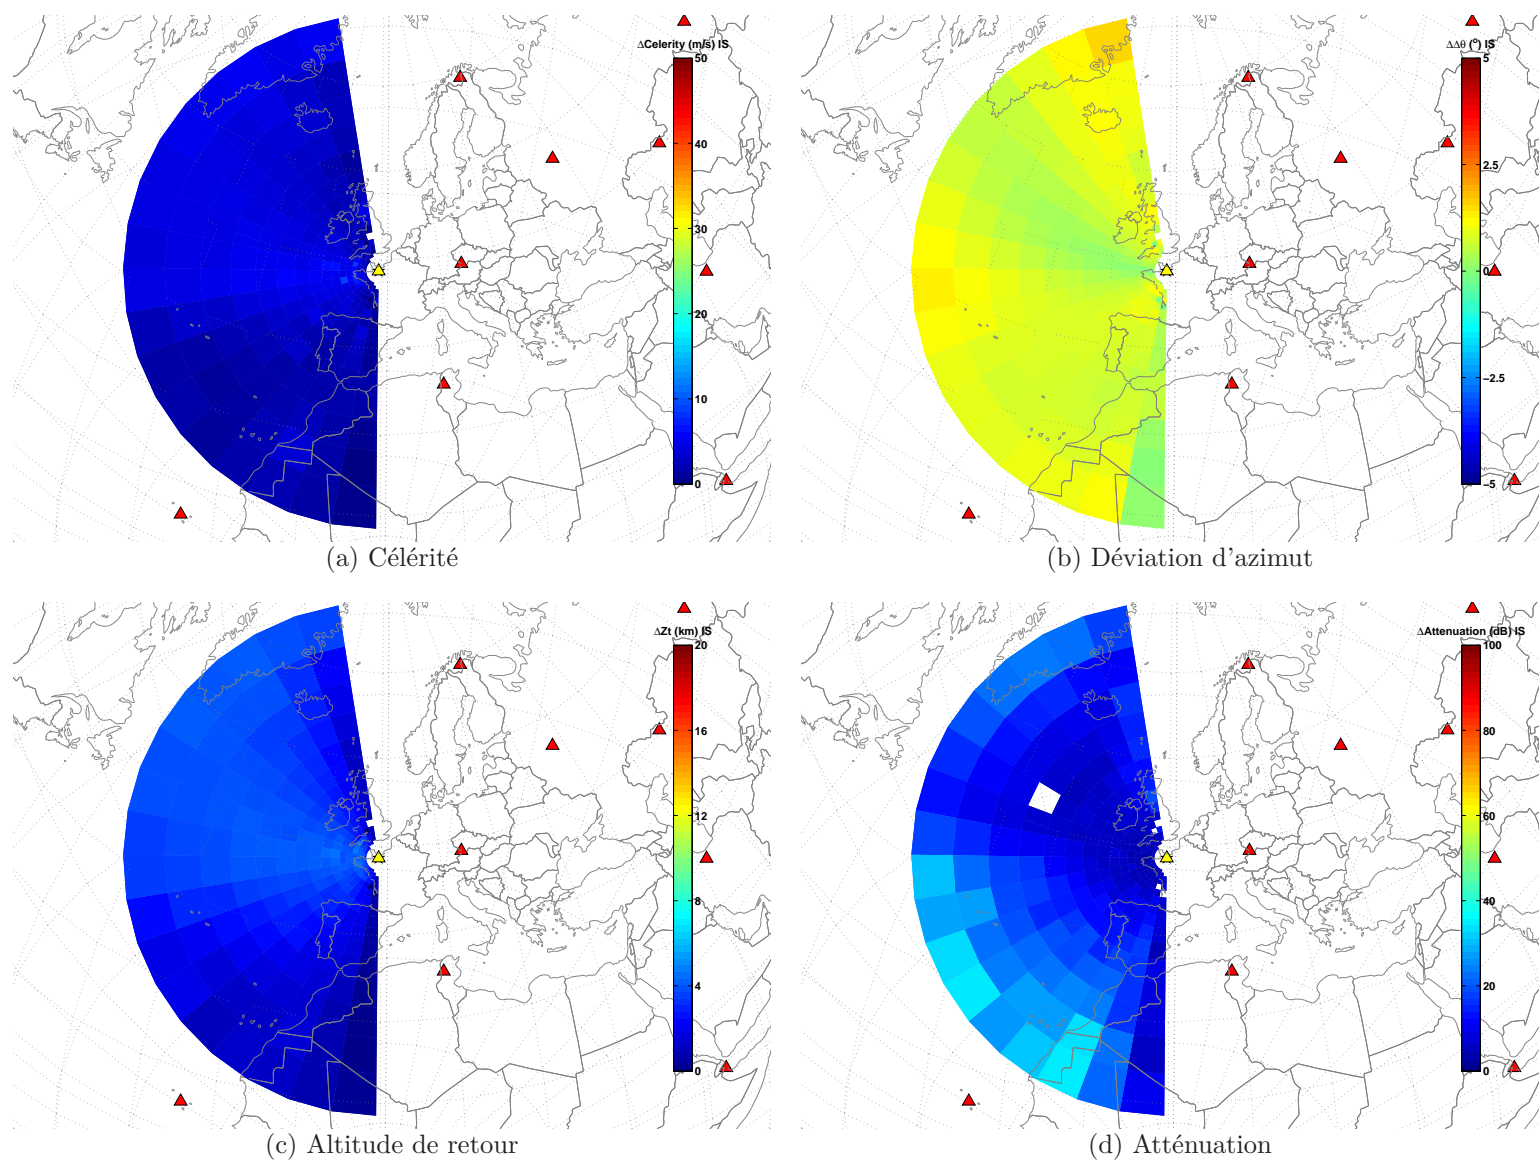 ΔCelerity (m/s) IS
50
40
30
20
10
0
(a) Célérité
ΔΔθ (°) IS
5
2.5
0
−2.5
−5
(b) Déviation d'azimut
ΔZt (km) IS
20
16
12
8
4
0
(c) Altitude de retour
ΔAttenuation (dB) IS
100
80
60
40
20
0
(d) Atténuation